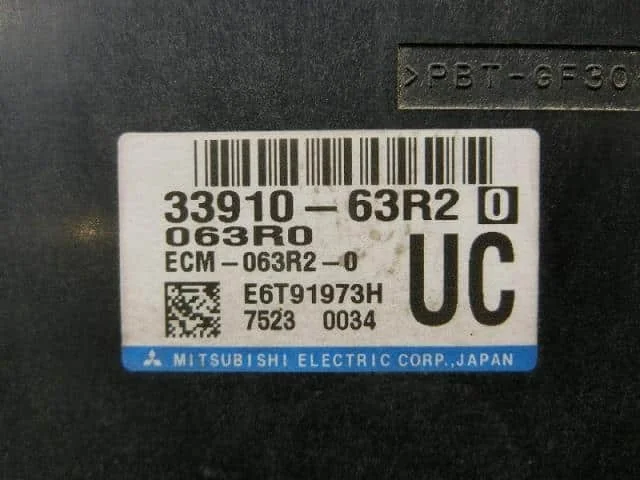 >PBT-GF30
33910-63R2 0
063R0
ECM-063R2-0
UC
E6T91973H
7523 0034
MITSUBISHI ELECTRIC CORP., JAPAN